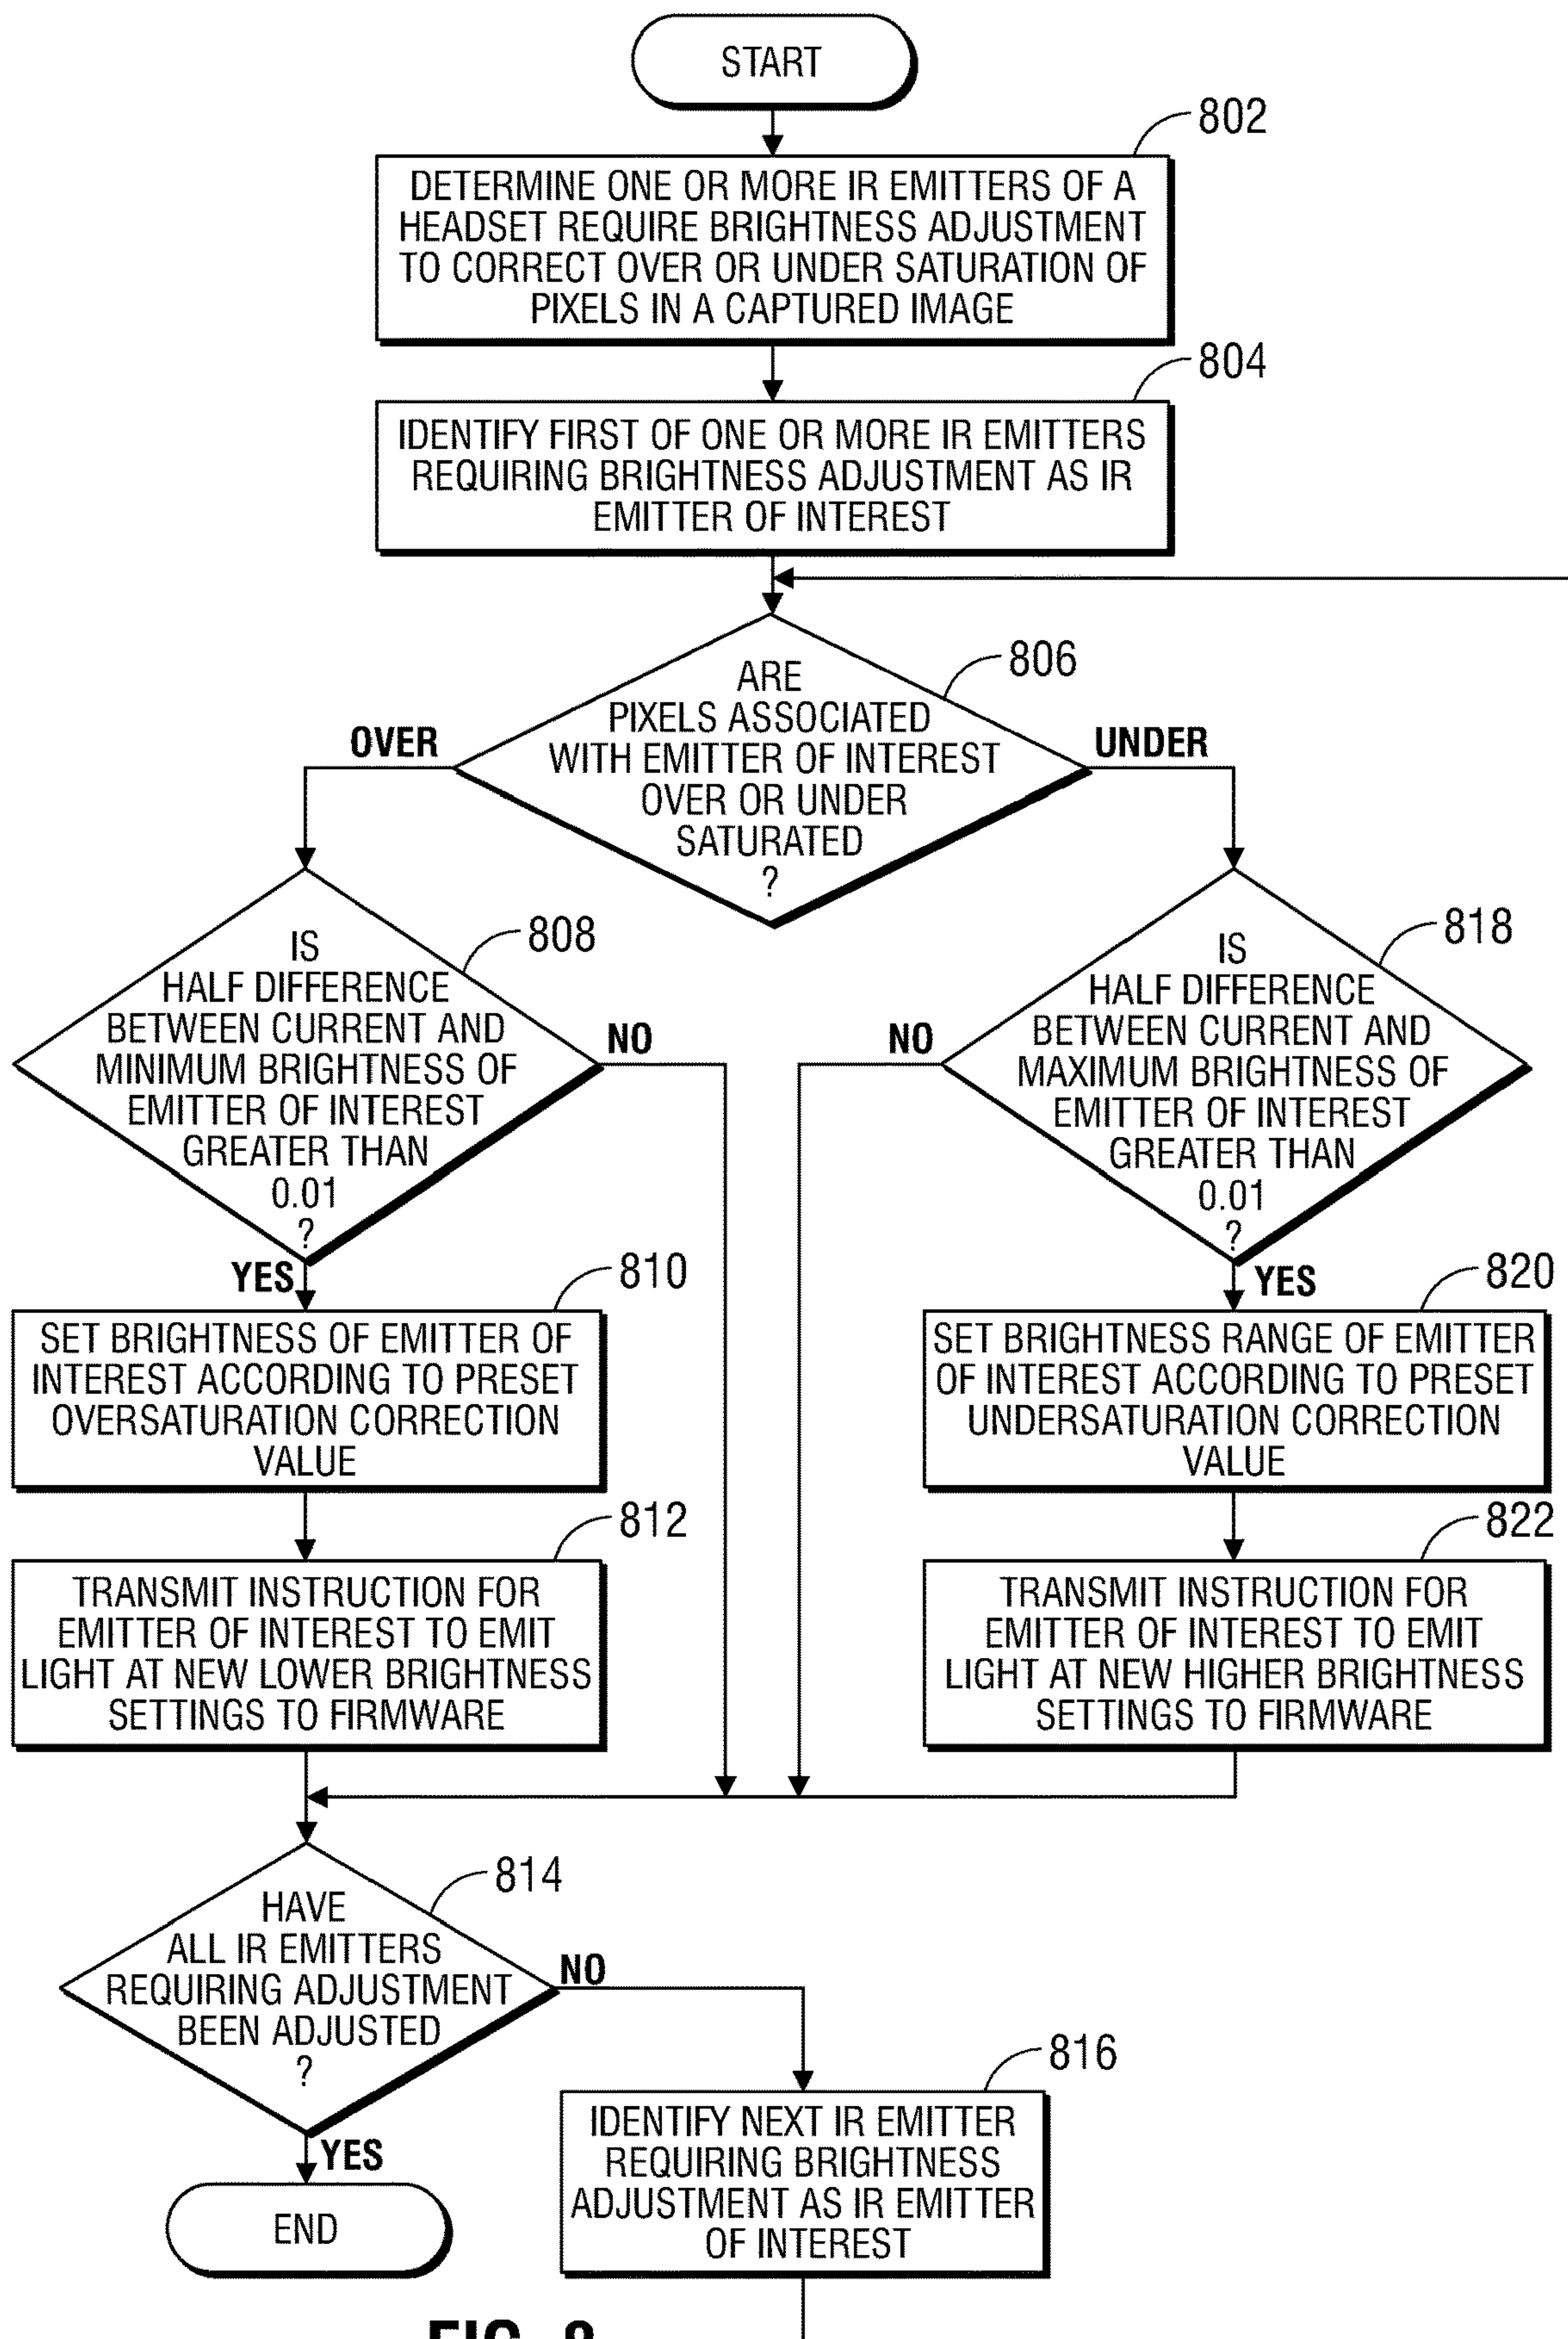 START
802
DETERMINE ONE OR MORE IR EMITTERS OF A
HEADSET REQUIRE BRIGHTNESS ADJUSTMENT
TO CORRECT OVER OR UNDER SATURATION OF
PIXELS IN A CAPTURED IMAGE
804
IDENTIFY FIRST OF ONE OR MORE IR EMITTERS
REQUIRING BRIGHTNESS ADJUSTMENT AS IR
EMITTER OF INTEREST
806
ARE
PIXELS ASSOCIATED
WITH EMITTER OF INTEREST
OVER OR UNDER
SATURATED
?
OVER
UNDER
808
IS
HALF DIFFERENCE
BETWEEN CURRENT AND
MINIMUM BRIGHTNESS OF
EMITTER OF INTEREST
GREATER THAN
0.01
?
NO
YES
818
IS
HALF DIFFERENCE
BETWEEN CURRENT AND
MAXIMUM BRIGHTNESS OF
EMITTER OF INTEREST
GREATER THAN
0.01
?
NO
YES
810
SET BRIGHTNESS OF EMITTER OF
INTEREST ACCORDING TO PRESET
OVERSATURATION CORRECTION
VALUE
820
SET BRIGHTNESS RANGE OF EMITTER
OF INTEREST ACCORDING TO PRESET
UNDERSATURATION CORRECTION
VALUE
812
TRANSMIT INSTRUCTION FOR
EMITTER OF INTEREST TO EMIT
LIGHT AT NEW LOWER BRIGHTNESS
SETTINGS TO FIRMWARE
822
TRANSMIT INSTRUCTION FOR
EMITTER OF INTEREST TO EMIT
LIGHT AT NEW HIGHER BRIGHTNESS
SETTINGS TO FIRMWARE
814
HAVE
ALL IR EMITTERS
REQUIRING ADJUSTMENT
BEEN ADJUSTED
?
NO
YES
816
IDENTIFY NEXT IR EMITTER
REQUIRING BRIGHTNESS
ADJUSTMENT AS IR EMITTER
OF INTEREST
END
FIG.